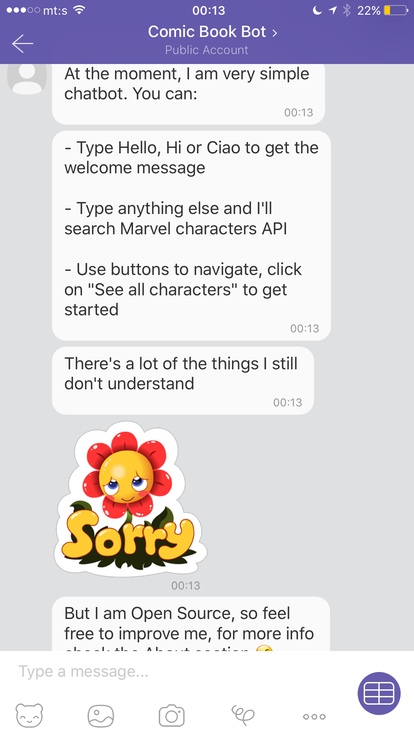 mt:s 00:13 22%
Comic Book Bot
Public Account
At the moment, I am very simple
chatbot. You can:
00:13
- Type Hello, Hi or Ciao to get the
welcome message
- Type anything else and I'll
search Marvel characters API
- Use buttons to navigate, click
on "See all characters" to get
started
00:13
There's a lot of the things I still
don't understand
00:13
Sorry
00:13
But I am Open Source, so feel
free to improve me, for more info
check the About section
Type a message...